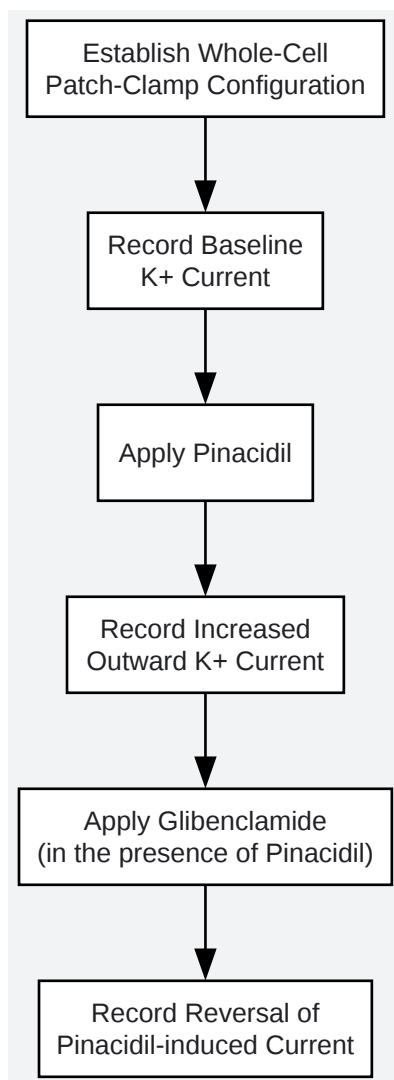 Establish Whole-Cell
Patch-Clamp Configuration
Record Baseline
K+ Current
Apply Pinacidil
Record Increased
Outward K+ Current
Apply Glibenclamide
(in the presence of Pinacidil)
Record Reversal of
Pinacidil-induced Current